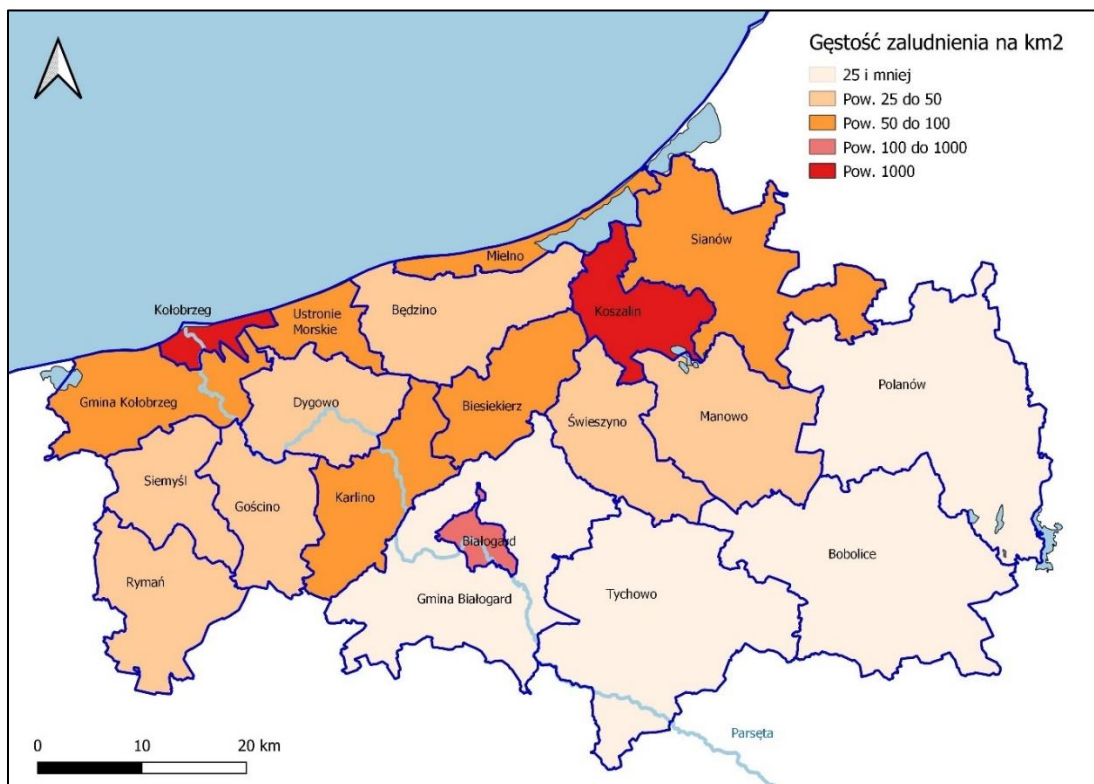 Gęstość zaludnienia na km2
25 i mniej
Pow. 25 do 50
Pow. 50 do 100
Pow. 100 do 1000
Pow. 1000
Sianów
Mielno
Kołobrzeg
Ustronie
Morskie
Będzino
Koszalin
Gmina Kołobrzeg
Dygowo
Biesiekierz
Świeszyno
Manowo
Polanów
Siemyśl
Gościno
Karlino
Białogard
Bobolice
Rymań
Gmina Białogard
Tychowo
Parsęta
0 10 20 km